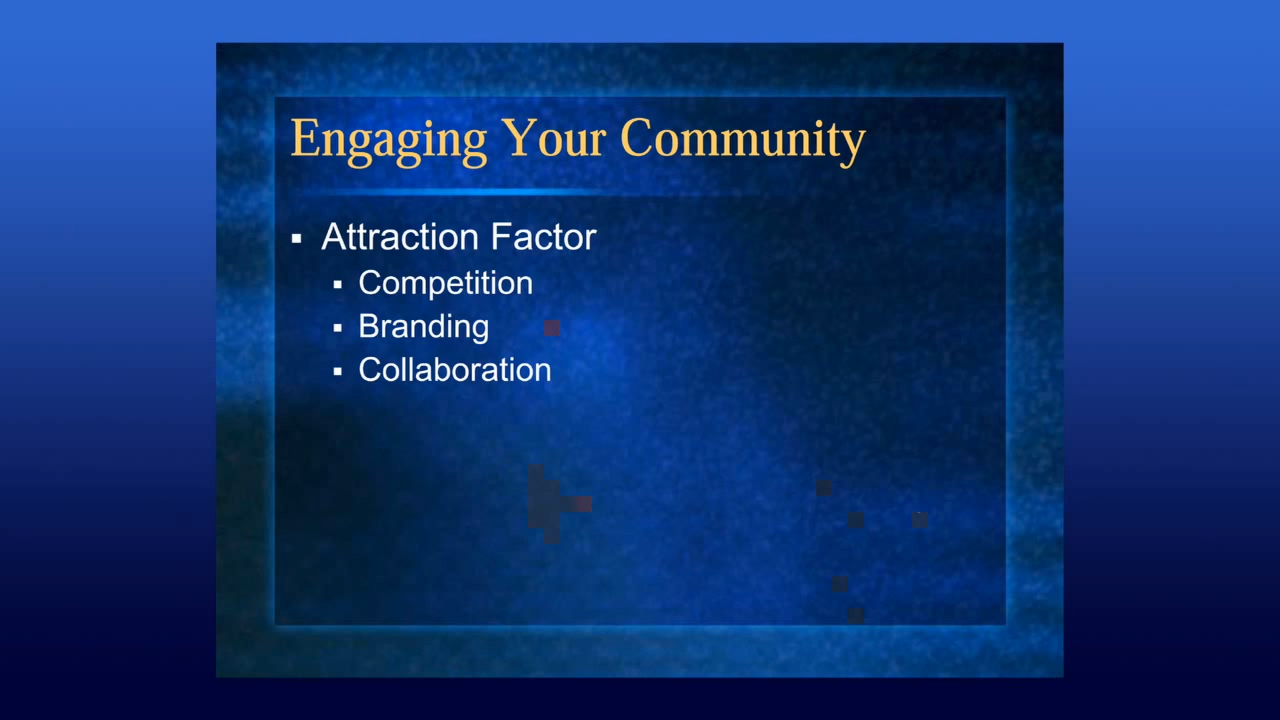 Engaging Your Community
▪ Attraction Factor
▪ Competition
▪ Branding
▪ Collaboration